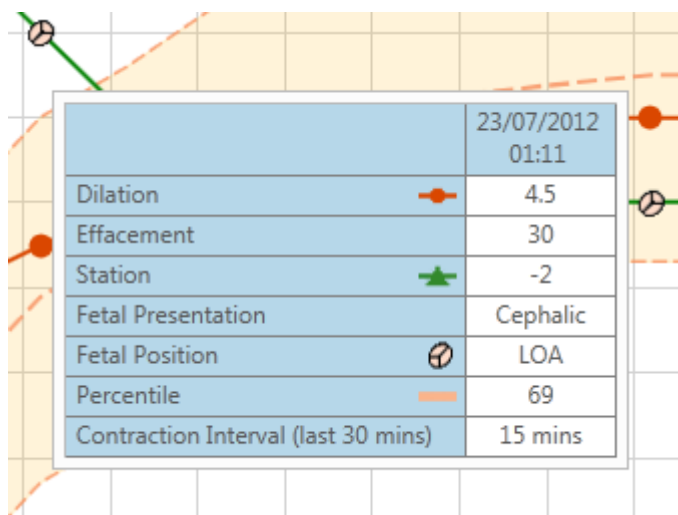 23/07/2012
01:11
Dilation 4.5
Effacement 30
Station -2
Fetal Presentation Cephalic
Fetal Position LOA
Percentile 69
Contraction Interval (last 30 mins) 15 mins